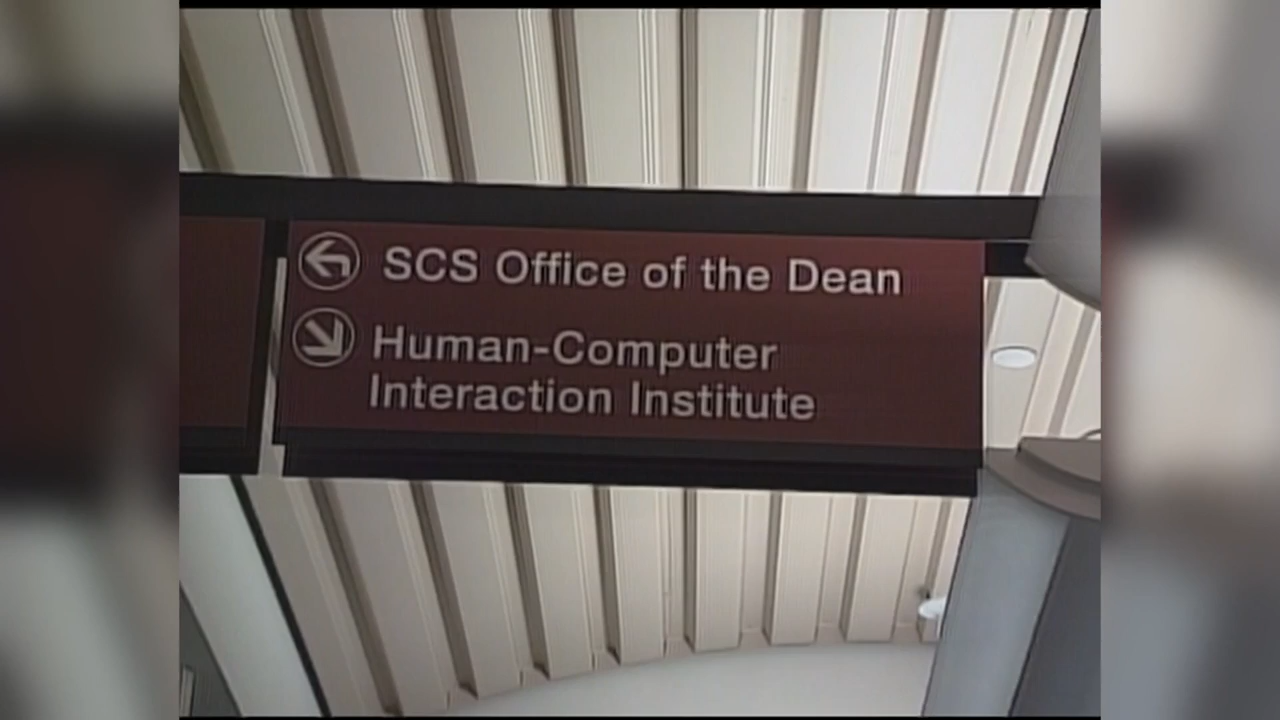 SCS Office of the Dean
Human-Computer
Interaction Institute